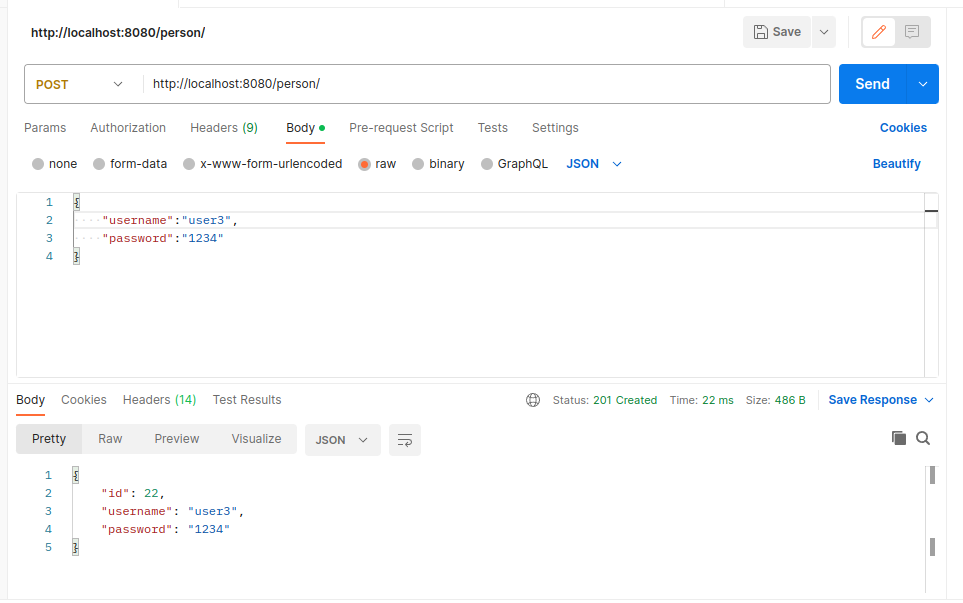 http://localhost:8080/person/
Save
POST http://localhost:8080/person/ Send
Params Authorization Headers (9) Body Pre-request Script Tests Settings Cookies
none form-data x-www-form-urlencoded raw binary GraphQL JSON Beautify
1 {
2 "username":"user3",
3 "password":"1234"
4 }
Body Cookies Headers (14) Test Results Status: 201 Created Time: 22 ms Size: 486 B Save Response
Pretty Raw Preview Visualize JSON
1 {
2 "id": 22,
3 "username": "user3",
4 "password": "1234"
5 }